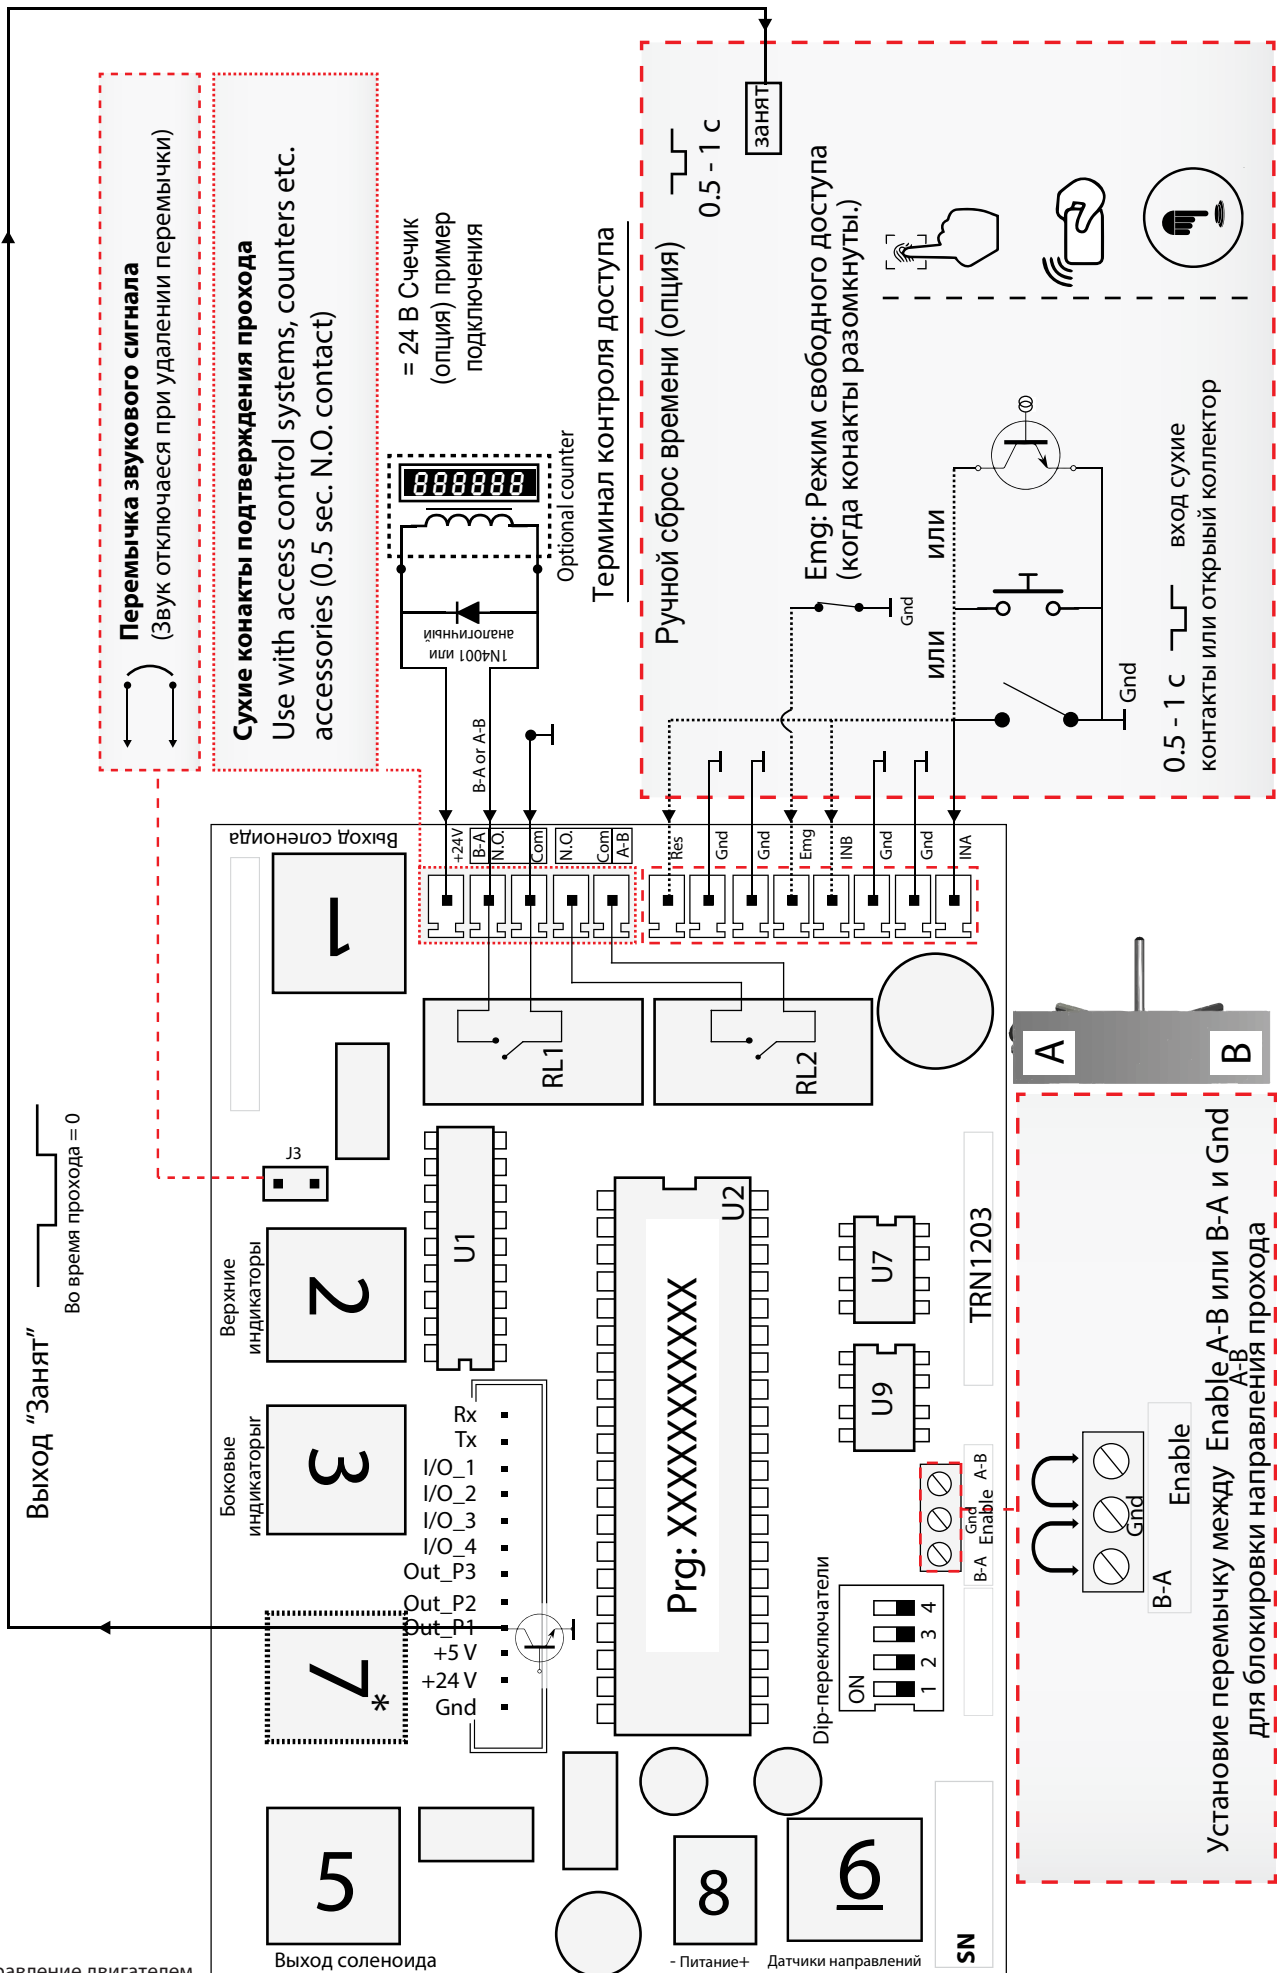 Выход "Занят"
Во время прохода = 0
Перемычка звукового сигнала
(Звук отключаеся при удалении перемычки)
Сухие конакты подтверждения прохода
Use with access control systems, counters etc.
accessories (0.5 sec. N.O. contact)
= 24 В Счечик
(опция) пример
подключения
Optional counter
888888
1N4001 или
аналогичный
B-A or A-B
Терминал контроля доступа
Ручной сброс времени (опция)
0.5 - 1 с
занят
Emg: Режим свободного доступа
(когда конакты разомкнуты.)
Gnd
или
или
Gnd
0.5 - 1 с
вход сухие
контакты или открый коллектор
Выход соленоида
1
+24V
B-A
N.O.
Com
N.O.
Com
A-B
Res
Gnd
Gnd
Emg
INB
Gnd
Gnd
INA
RL1
RL2
J3
Верхние
индикаторы
2
Боковые
индикаторыг
3
7*
5
Выход соленоида
равление двигателем
U1
Rx
Tx
I/O_1
I/O_2
I/O_3
I/O_4
Out_P3
Out_P2
Out_P1
+5 V
+24 V
Gnd
U2
Prg: XXXXXXXXXXXX
U7
U9
TRN1203
B-A
Gnd
Enable
A-B
Dip-переключатели
ON
1 2 3 4
8
- Питание+
6
Датчики направлений
SN
A
B
B-A
Gnd
A-B
Enable
Установие перемычку между Enable A-B или B-A и Gnd
для блокировки направления прохода